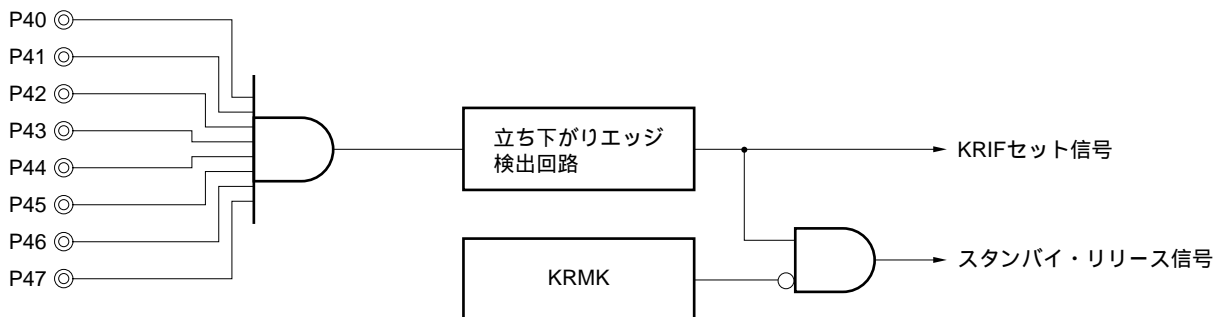 P40
P41
P42
P43
P44
P45
P46
P47
立ち下がりエッジ
検出回路
KRIFセット信号
KRMK
スタンバイ・リリース信号